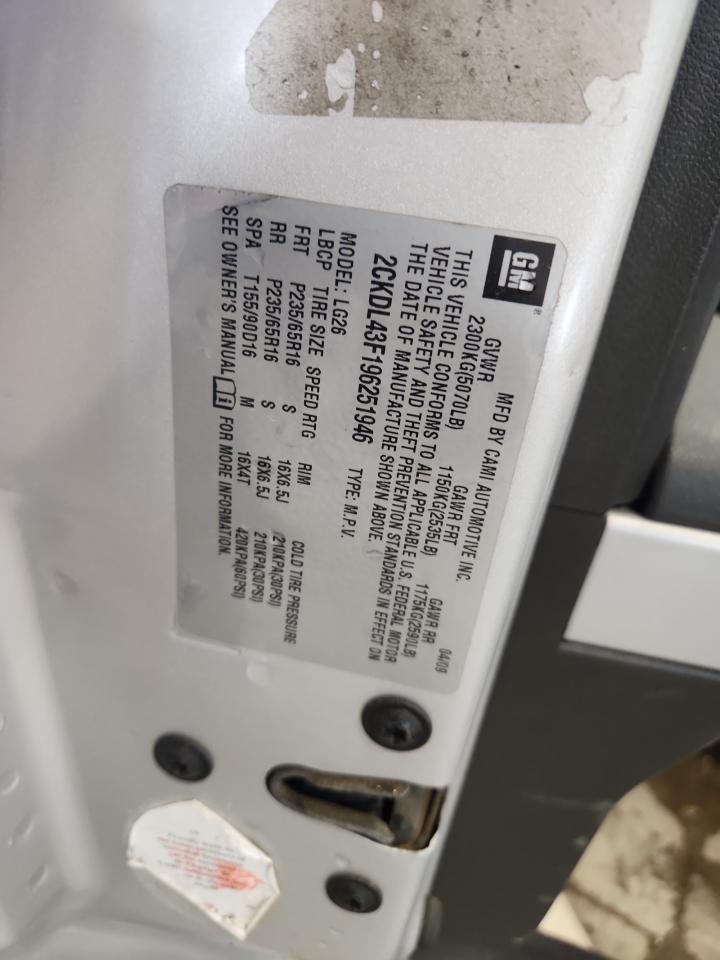 GM
MFD BY CAMI AUTOMOTIVE INC. 04/09
GVWR GAWR FRT GAWR RR
2300KG(5070LB) 1150KG(2535LB) 1175KG(2590LB)
THIS VEHICLE CONFORMS TO ALL APPLICABLE U.S. FEDERAL MOTOR
VEHICLE SAFETY AND THEFT PREVENTION STANDARDS IN EFFECT ON
THE DATE OF MANUFACTURE SHOWN ABOVE.
2CKDL43F196251946 TYPE: M.P.V.
MODEL: LG26
LBCP TIRE SIZE SPEED RTG RIM COLD TIRE PRESSURE
FRT P235/65R16 S 16X6.5J 210KPA(30PSI)
RR P235/65R16 S 16X6.5J 210KPA(30PSI)
SPA T155/90D16 M 16X4T 420KPA(60PSI)
SEE OWNER'S MANUAL FOR MORE INFORMATION.